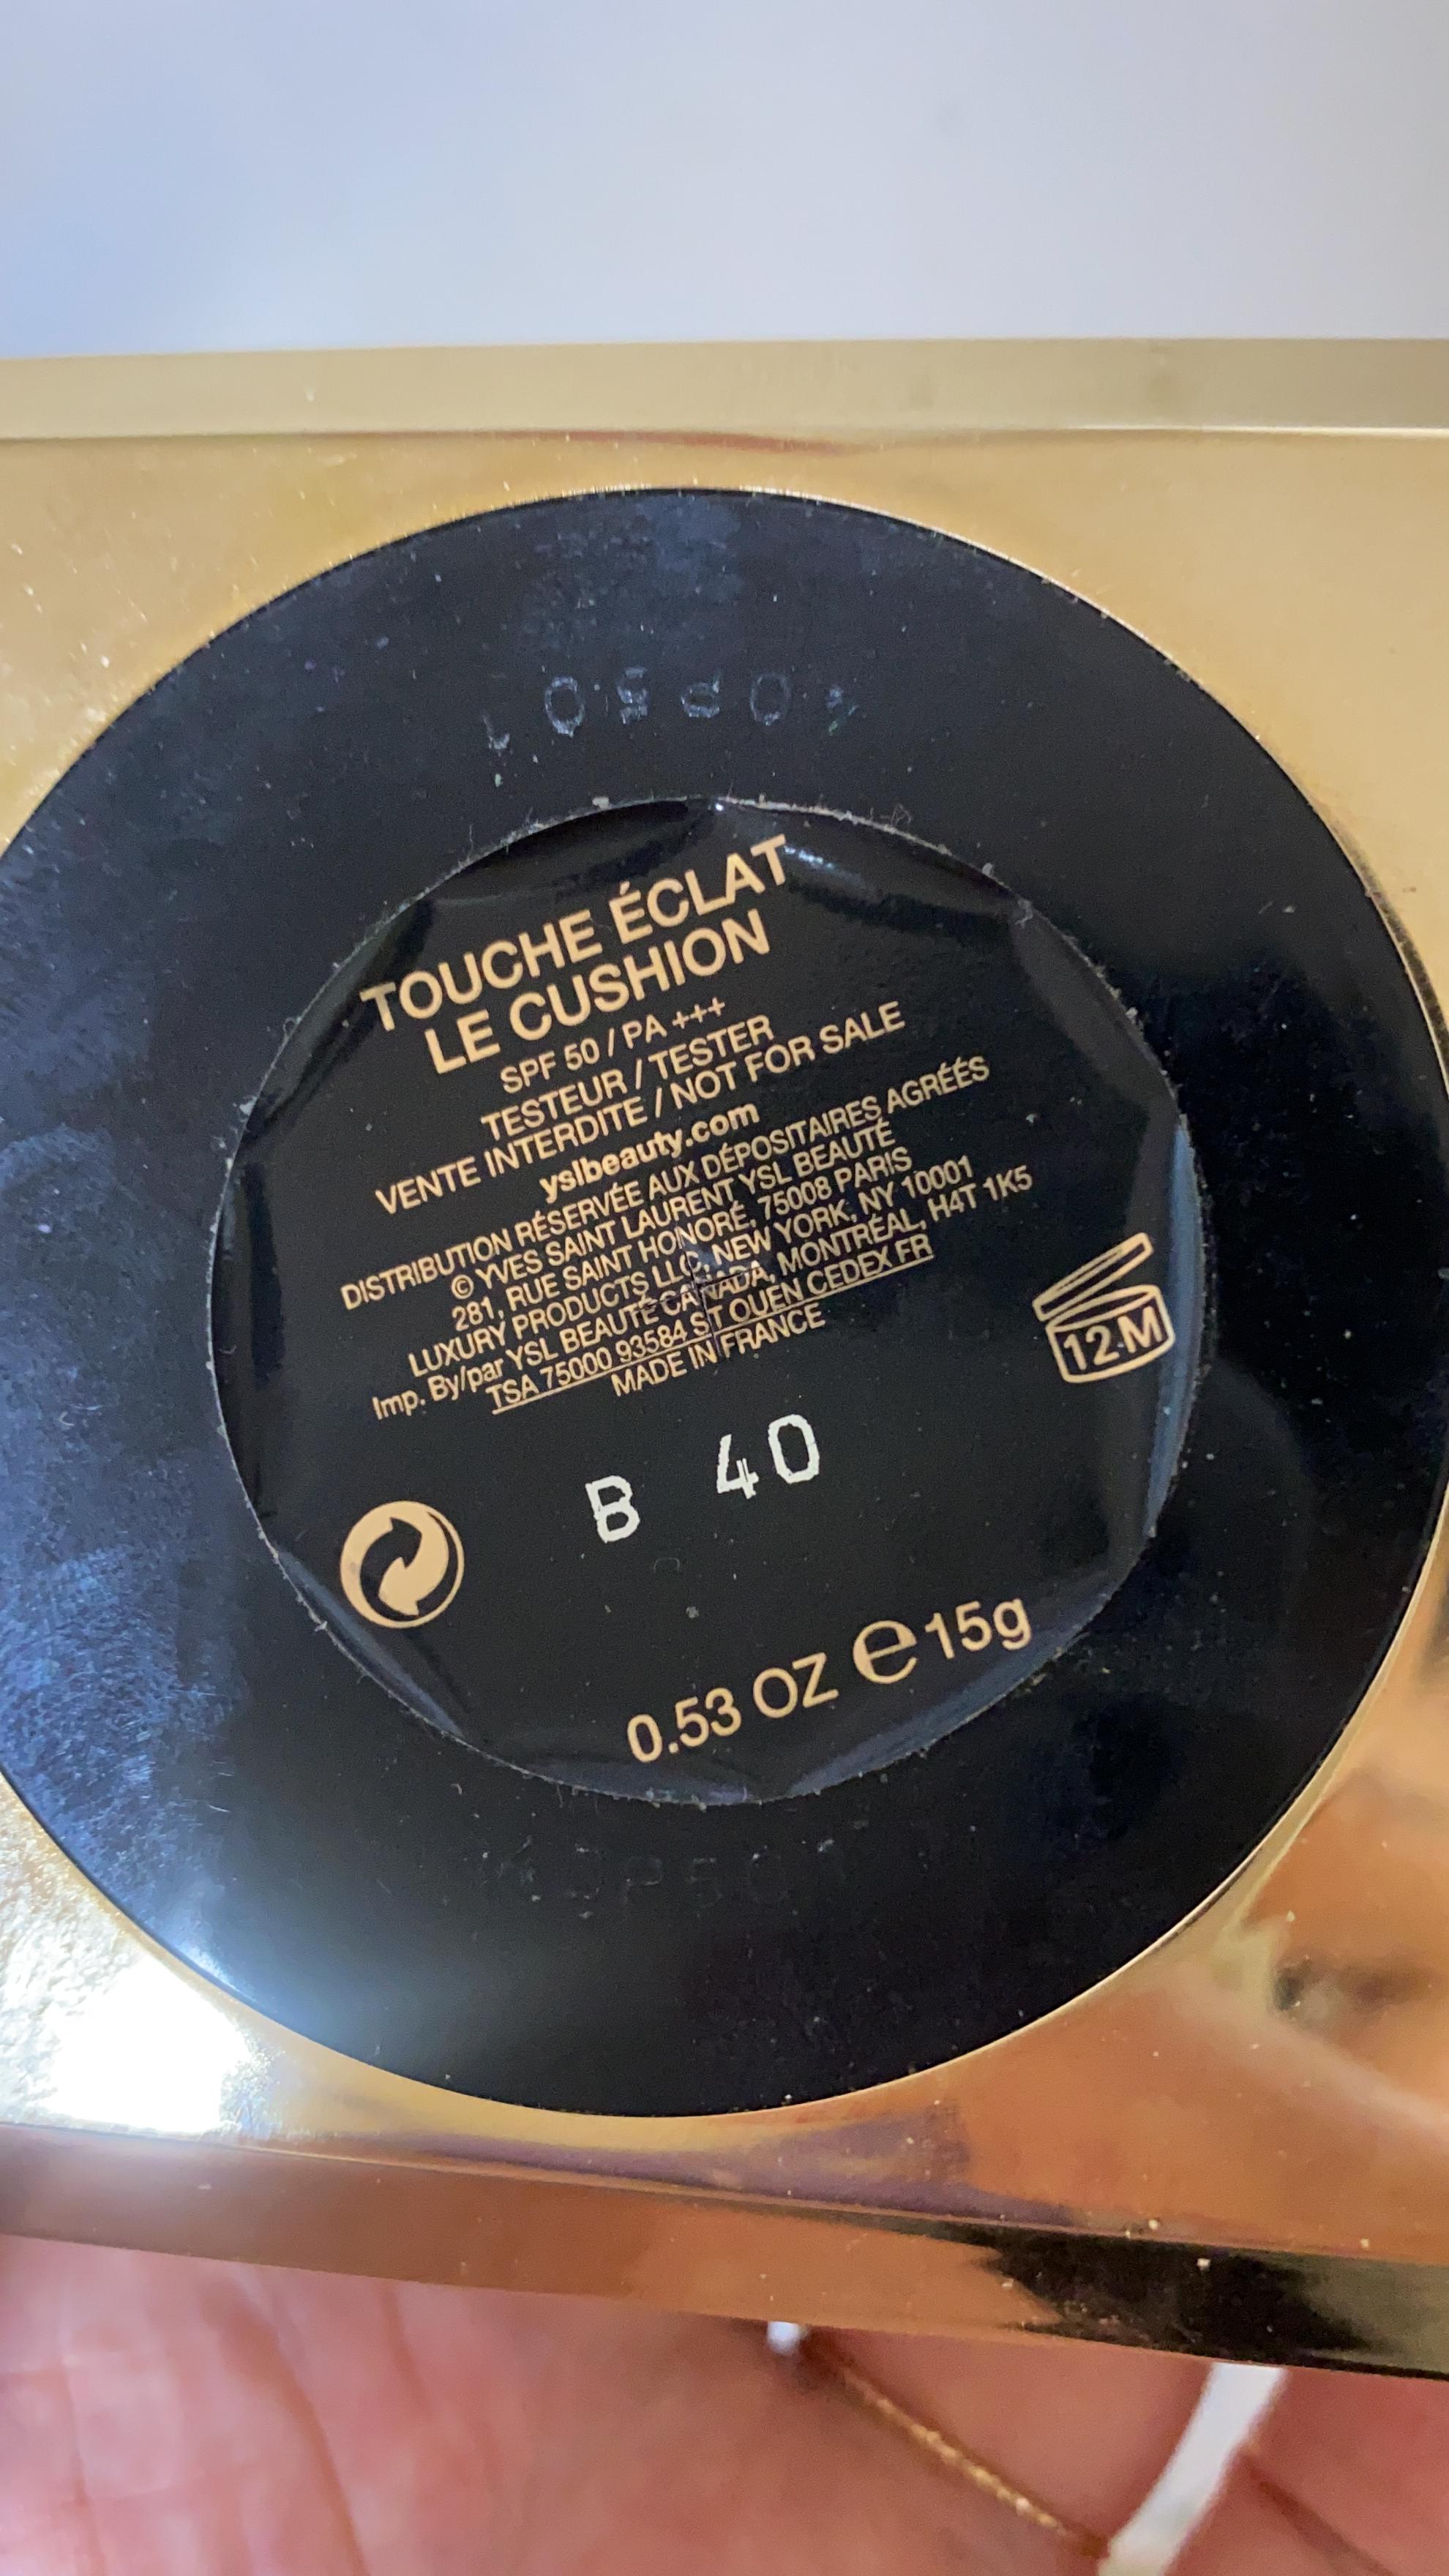 TOUCHE ÉCLAT
LE CUSHION
SPF 50 / PA +++
TESTEUR / TESTER
VENTE INTERDITE / NOT FOR SALE
yslbeauty.com
DISTRIBUTION RÉSERVÉE AUX DÉPOSITAIRES AGRÉÉS
© YVES SAINT LAURENT YSL BEAUTÉ
281, RUE SAINT HONORÉ, 75008 PARIS
LUXURY PRODUCTS LLC, NEW YORK, NY 10001
Imp. By/par YSL BEAUTÉ CANADA, MONTRÉAL, H4T 1K5
TSA 75000 93584 ST OUEN CEDEX FR
MADE IN FRANCE
12 M
B 40
0.53 OZ e 15g